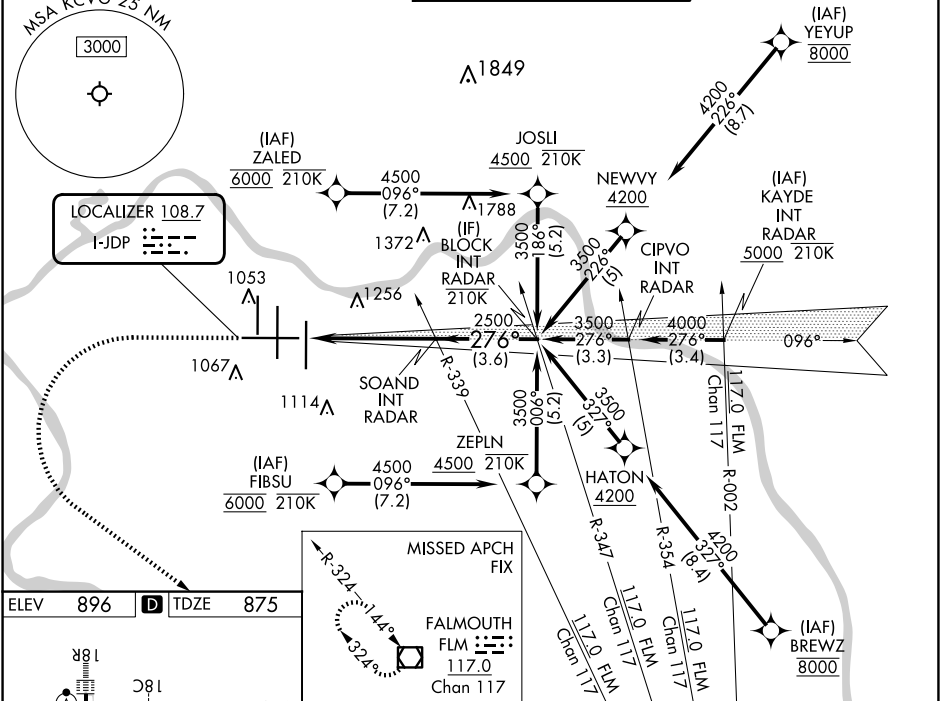 MSA KCVG 25 NM
3000
1849
(IAF)
YEYUP
8000
4200
226°
(8.7)
(IAF)
ZALED
6000 210K
4500
096°
(7.2)
JOSLI
4500 210K
NEWVY
4200
(IAF)
KAYDE
INT
RADAR
5000 210K
LOCALIZER 108.7
I-JDP
1788
1372
(IF)
BLOCK
INT
RADAR
210K
3500
186°
(5.2)
3500
226°
(5)
CIPVO
INT
RADAR
1053
1256
2500
276°
(3.6)
3500
276°
(3.3)
4000
276°
(3.4)
096°
1067
1114
SOAND
INT
RADAR
R-339
3500
006°
(5.2)
3500
327°
(5)
117.0 FLM
Chan 117
R-002
(IAF)
FIBSU
6000 210K
4500
096°
(7.2)
ZEPLN
4500 210K
HATON
4200
R-347
R-354
4200
327°
(8.4)
MISSED APCH
FIX
R-324
144°
324°
FALMOUTH
FLM
117.0
Chan 117
117.0 FLM
Chan 117
117.0 FLM
Chan 117
117.0 FLM
Chan 117
(IAF)
BREWZ
8000
ELEV 896 D TDZE 875
18R
18C
A